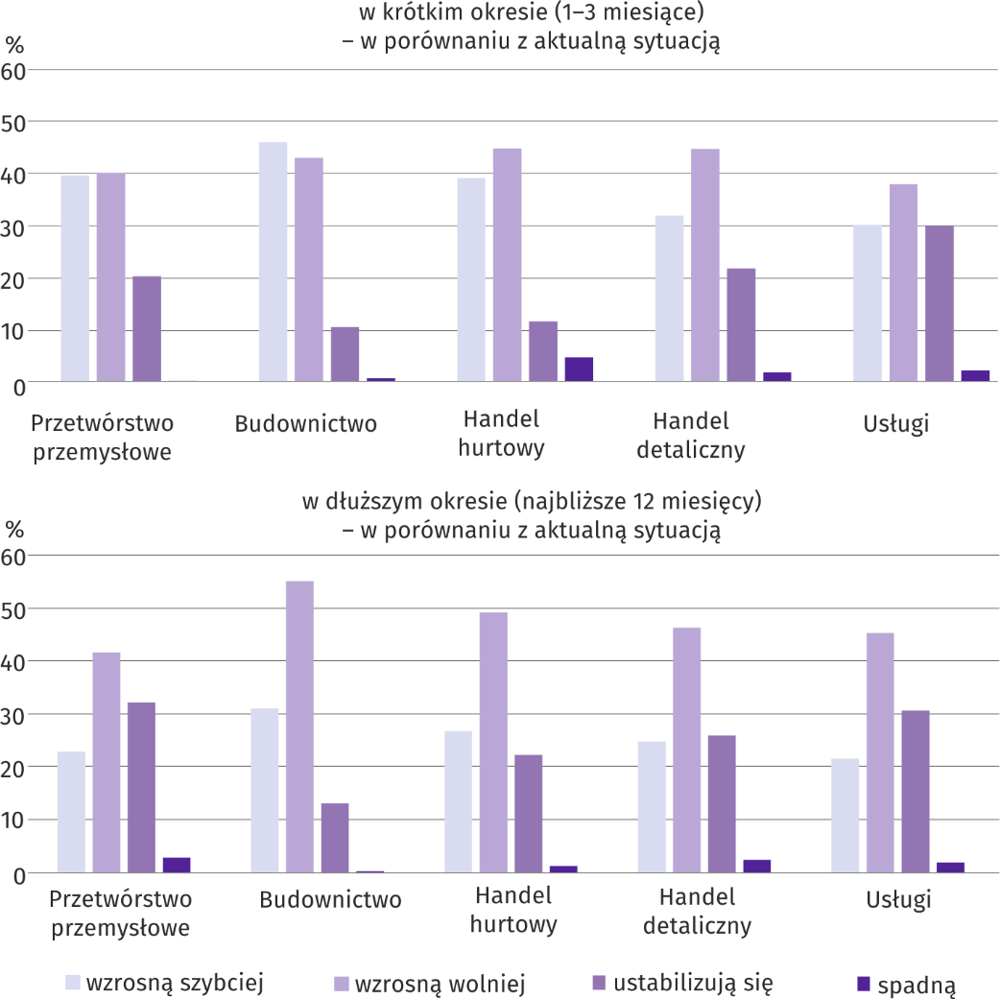 w krótkim okresie (1–3 miesiące)
– w porównaniu z aktualną sytuacją
%
60
50
40
30
20
10
0
Przetwórstwo
przemysłowe
Budownictwo
Handel
hurtowy
Handel
detaliczny
Usługi
w dłuższym okresie (najbliższe 12 miesięcy)
– w porównaniu z aktualną sytuacją
%
60
50
40
30
20
10
0
Przetwórstwo
przemysłowe
Budownictwo
Handel
hurtowy
Handel
detaliczny
Usługi
wzrosną szybciej
wzrosną wolniej
ustabilizują się
spadną